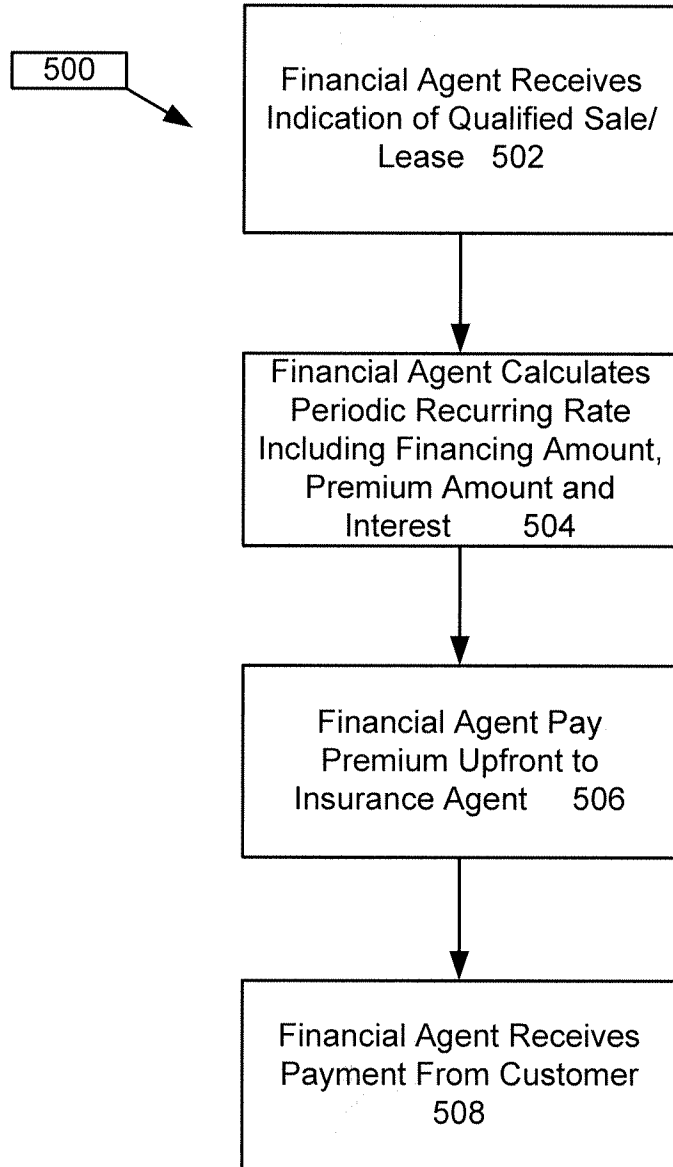 500
Financial Agent Receives
Indication of Qualified Sale/
Lease 502
Financial Agent Calculates
Periodic Recurring Rate
Including Financing Amount,
Premium Amount and
Interest 504
Financial Agent Pay
Premium Upfront to
Insurance Agent 506
Financial Agent Receives
Payment From Customer
508